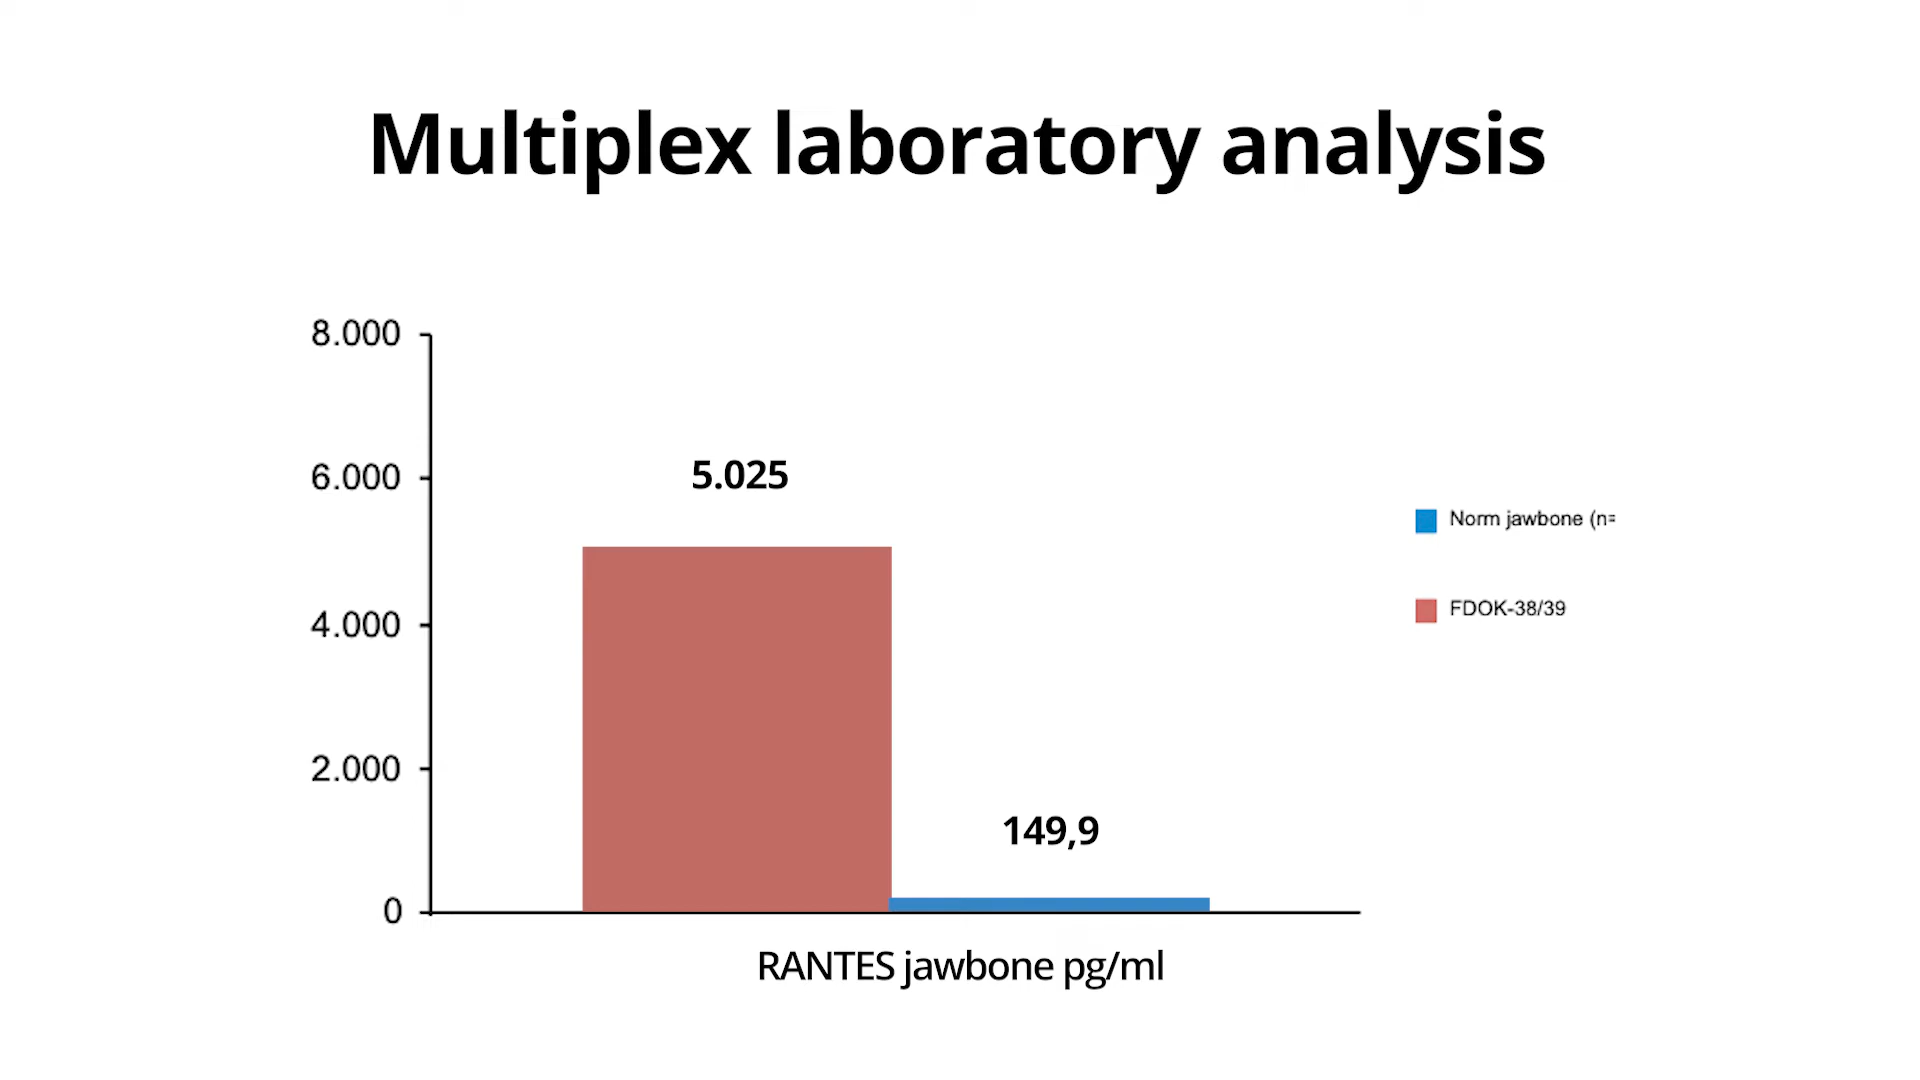 Multiplex laboratory analysis
8.000
6.000
4.000
2.000
0
5.025
149,9
Norm jawbone (n=
FDOK-38/39
RANTES jawbone pg/ml